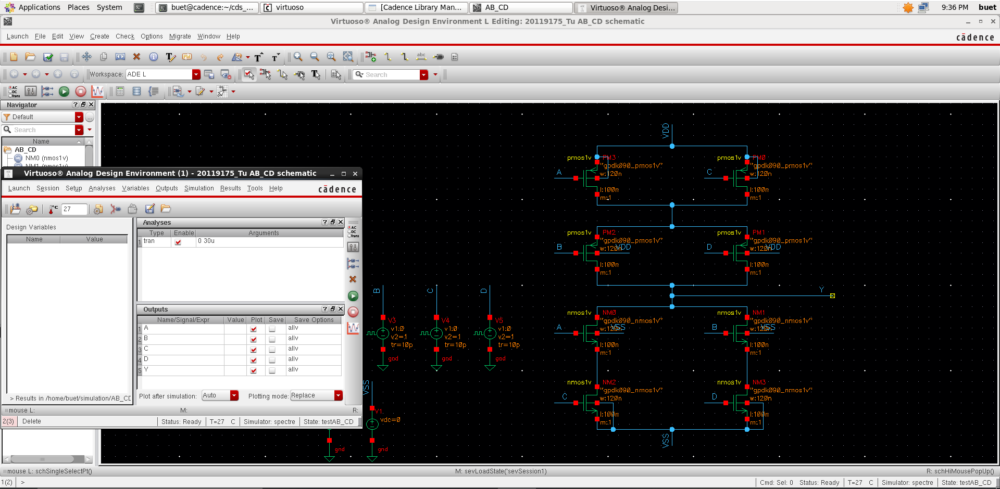 Applications Places System buet@cadence:~/cds_... virtuoso [Cadence Library Man... AB_CD Virtuoso® Analog Desi... 9:36 PM buet
Virtuoso® Analog Design Environment L Editing: 20119175_Tu AB_CD schematic
Launch File Edit View Create Check Options Migrate Window Help cādence
Workspace: ADE L Search
AC
DC
Trans
Navigator
Default
Search
Name
AB_CD
NM0 (nmos1v)
NM1 (nmos1v)
Virtuoso® Analog Design Environment (1) - 20119175_Tu AB_CD schematic
Launch Session Setup Analyses Variables Outputs Simulation Results Tools Help cādence
°C 27
Design Variables
Name Value
> Results in /home/buet/simulation/AB_CD
Analyses
Type Enable Arguments
1 tran 0 30u
AC
DC
Trans
Outputs
Name/Signal/Expr Value Plot Save Save Options
1 A allv
2 B allv
3 C allv
4 D allv
5 Y allv
Plot after simulation: Auto Plotting mode: Replace
mouse L: M: R:
2(3) Delete Status: Ready T=27 C Simulator: spectre State: testAB_CD
VDD
pmos1v PM3
"gpdk090_pmos1v"
A w:120n
l:100n
m:1
pmos1v PM0
"gpdk090_pmos1v"
C w:120n
l:100n
m:1
pmos1v PM2
"gpdk090_pmos1v"
B w:120n VDD
l:100n
m:1
pmos1v PM1
"gpdk090_pmos1v"
D w:120n VDD
l:100n
m:1
Y
B
V3
v1:0
v2=1
tr=10p
gnd
C
V4
v1:0
v2=1
tr=10p
gnd
D
V5
v1:0
v2=1
tr=10p
gnd
nmos1v NM0
"gpdk090_nmos1v"
A w:120n VSS
l:100n
m:1
nmos1v NM1
"gpdk090_nmos1v"
B w:120n VSS
l:100n
m:1
nmos1v NM2
"gpdk090_nmos1v"
C w:120n
l:100n
m:1
nmos1v NM3
"gpdk090_nmos1v"
D w:120n
l:100n
m:1
VSS
VSS
V1
vdc=0
gnd
gnd
mouse L: schSingleSelectPt() M: sevLoadState('sevSession1) R: schHiMousePopUp()
1(2) > Cmd: Sel: 0 Status: Ready T=27 C Simulator: spectre State: testAB_CD